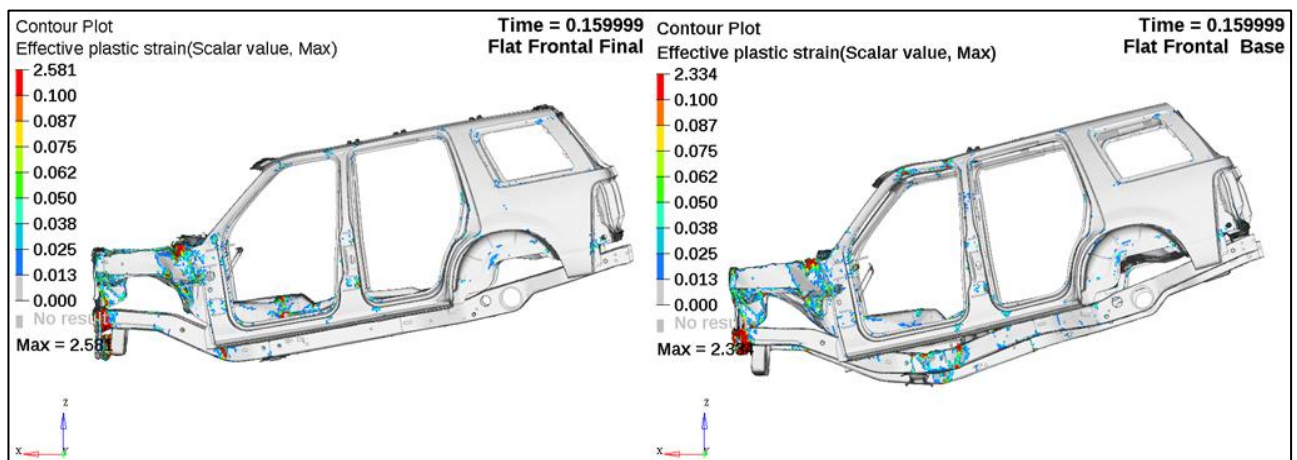 Contour Plot
Effective plastic strain(Scalar value, Max)
Time = 0.159999
Flat Frontal Final
2.581
0.100
0.087
0.075
0.062
0.050
0.038
0.025
0.013
0.000
No result
Max = 2.581
z
x
Y
Contour Plot
Effective plastic strain(Scalar value, Max)
Time = 0.159999
Flat Frontal Base
2.334
0.100
0.087
0.075
0.062
0.050
0.038
0.025
0.013
0.000
No result
Max = 2.334
z
x
Y